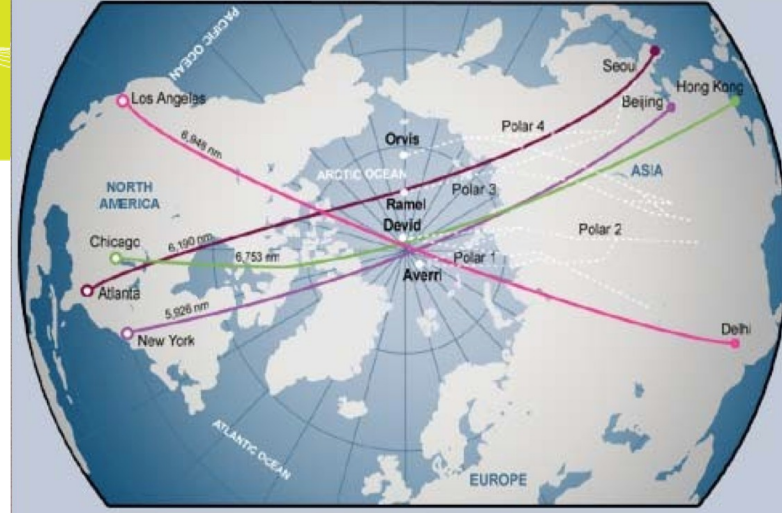 PACIFIC OCEAN
Seoul
Hong Kong
Los Angeles
Beijing
6,948 nm
Orvis
Polar 4
ARCTIC OCEAN
ASIA
NORTH
AMERICA
Polar 3
Ramel
Devid
Polar 2
Chicago
6,190 nm
6,753 nm
Polar 1
Averri
Atlanta
5,926 nm
New York
Delhi
ATLANTIC OCEAN
EUROPE